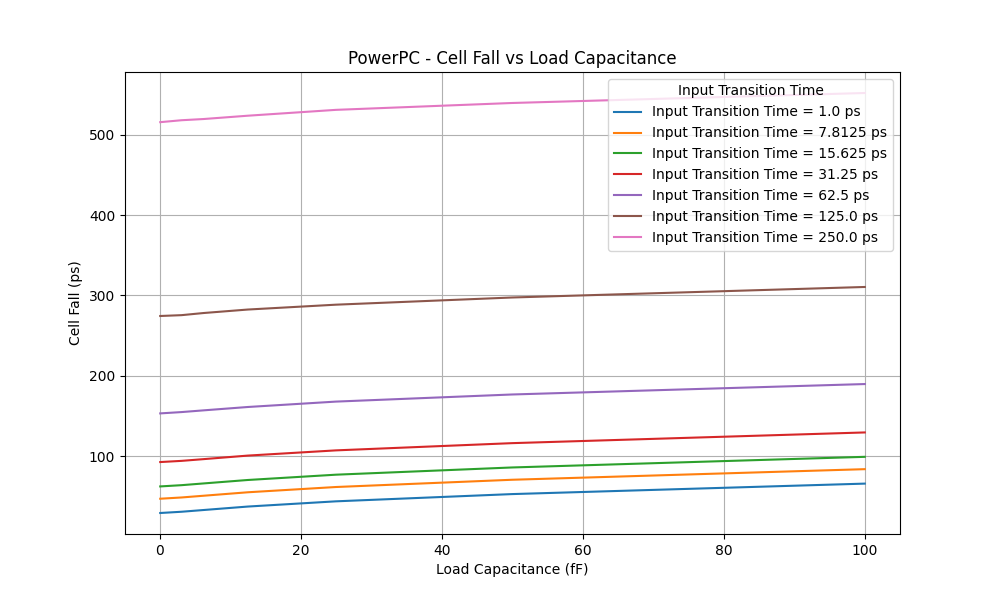 PowerPC - Cell Fall vs Load Capacitance
Input Transition Time
Input Transition Time = 1.0 ps
Input Transition Time = 7.8125 ps
Input Transition Time = 15.625 ps
Input Transition Time = 31.25 ps
Input Transition Time = 62.5 ps
Input Transition Time = 125.0 ps
Input Transition Time = 250.0 ps
Cell Fall (ps)
500
400
300
200
100
0 20 40 60 80 100
Load Capacitance (fF)